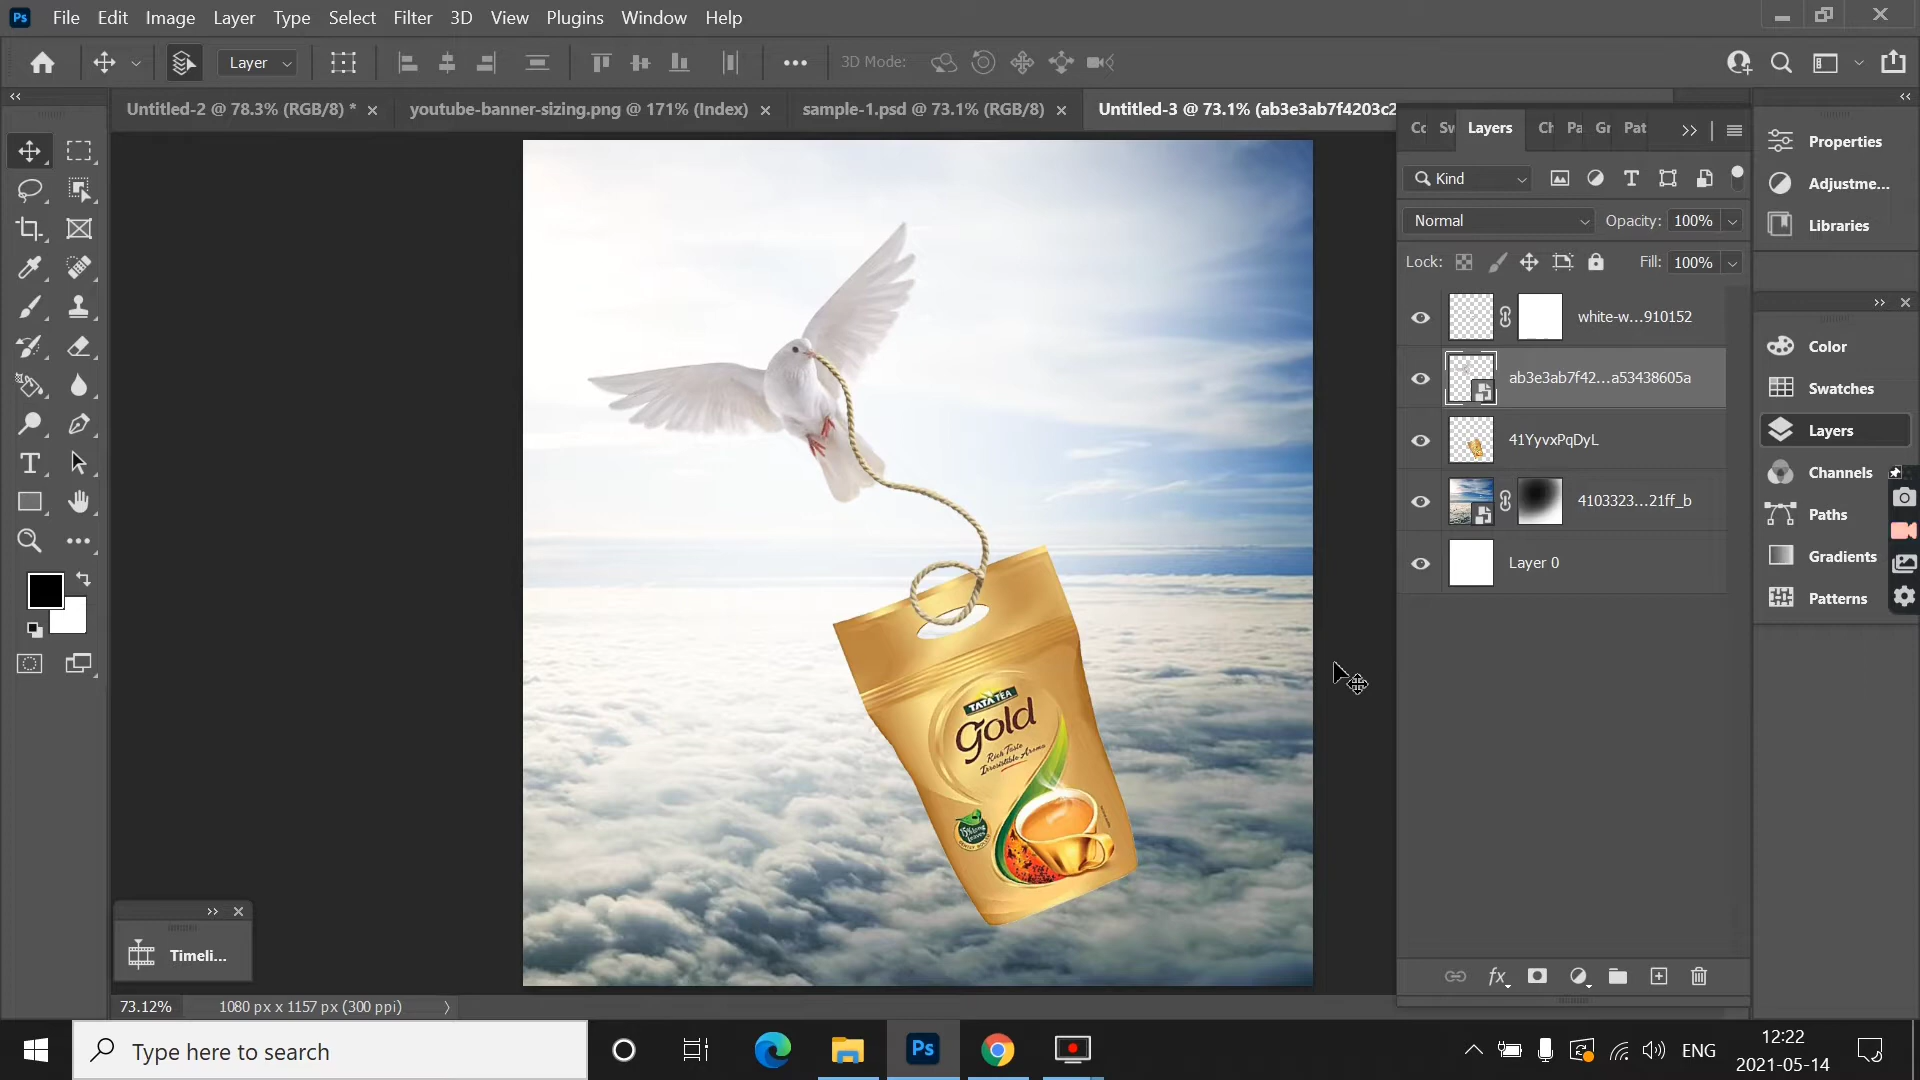 Ps File Edit Image Layer Type Select Filter 3D View Plugins Window Help
Layer
3D Mode:
Untitled-2 @ 78.3% (RGB/8) *
youtube-banner-sizing.png @ 171% (Index)
sample-1.psd @ 73.1% (RGB/8)
Untitled-3 @ 73.1% (ab3e3ab7f4203c2
Sw Layers Ch Pa Gr Pat
Kind
Normal
Opacity: 100%
Lock:
Fill: 100%
white-w...910152
ab3e3ab7f42...a53438605a
41YyvxPqDyL
4103323...21ff_b
Layer 0
Properties
Adjustme...
Libraries
Color
Swatches
Layers
Channels
Paths
Gradients
Patterns
TATA TEA
Gold
Rich Taste
Irresistible Aroma
15% long
leaves
Timeli...
73.12%
1080 px x 1157 px (300 ppi)
Type here to search
Ps
ENG
12:22
2021-05-14